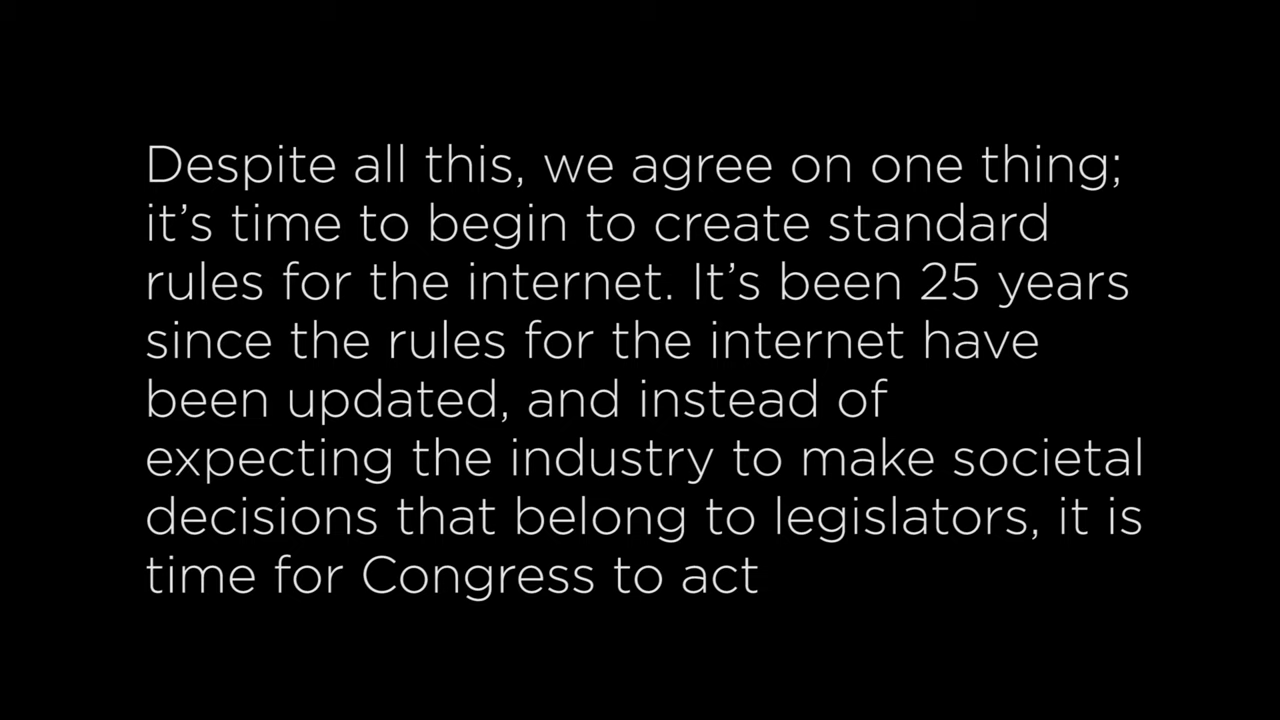 Despite all this, we agree on one thing;
it’s time to begin to create standard
rules for the internet. It’s been 25 years
since the rules for the internet have
been updated, and instead of
expecting the industry to make societal
decisions that belong to legislators, it is
time for Congress to act